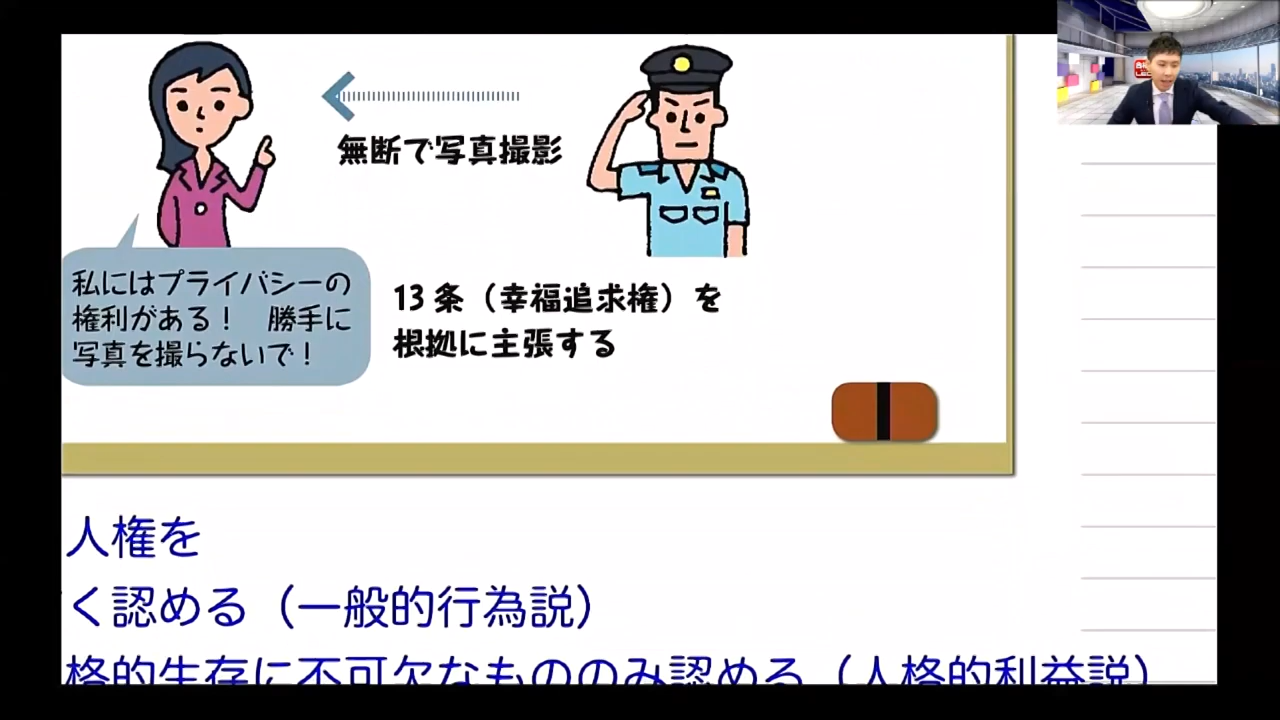 無断で写真撮影
私にはプライバシーの
権利がある！　勝手に
写真を撮らないで！
13条（幸福追求権）を
根拠に主張する
人権を
く認める（一般的行為説）
格的生存に不可欠なもののみ認める（人格的利益説）